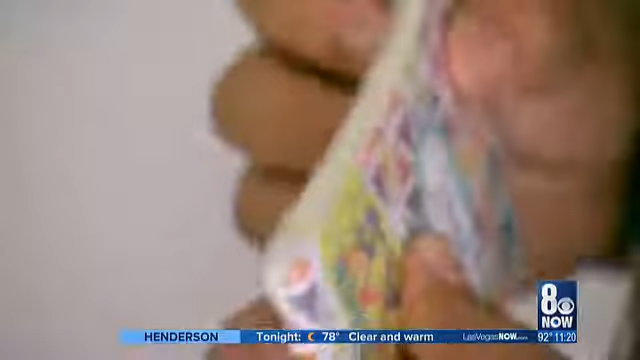 8
NOW
HENDERSON Tonight: 78° Clear and warm LasVegasNOW.com 92° 11:20